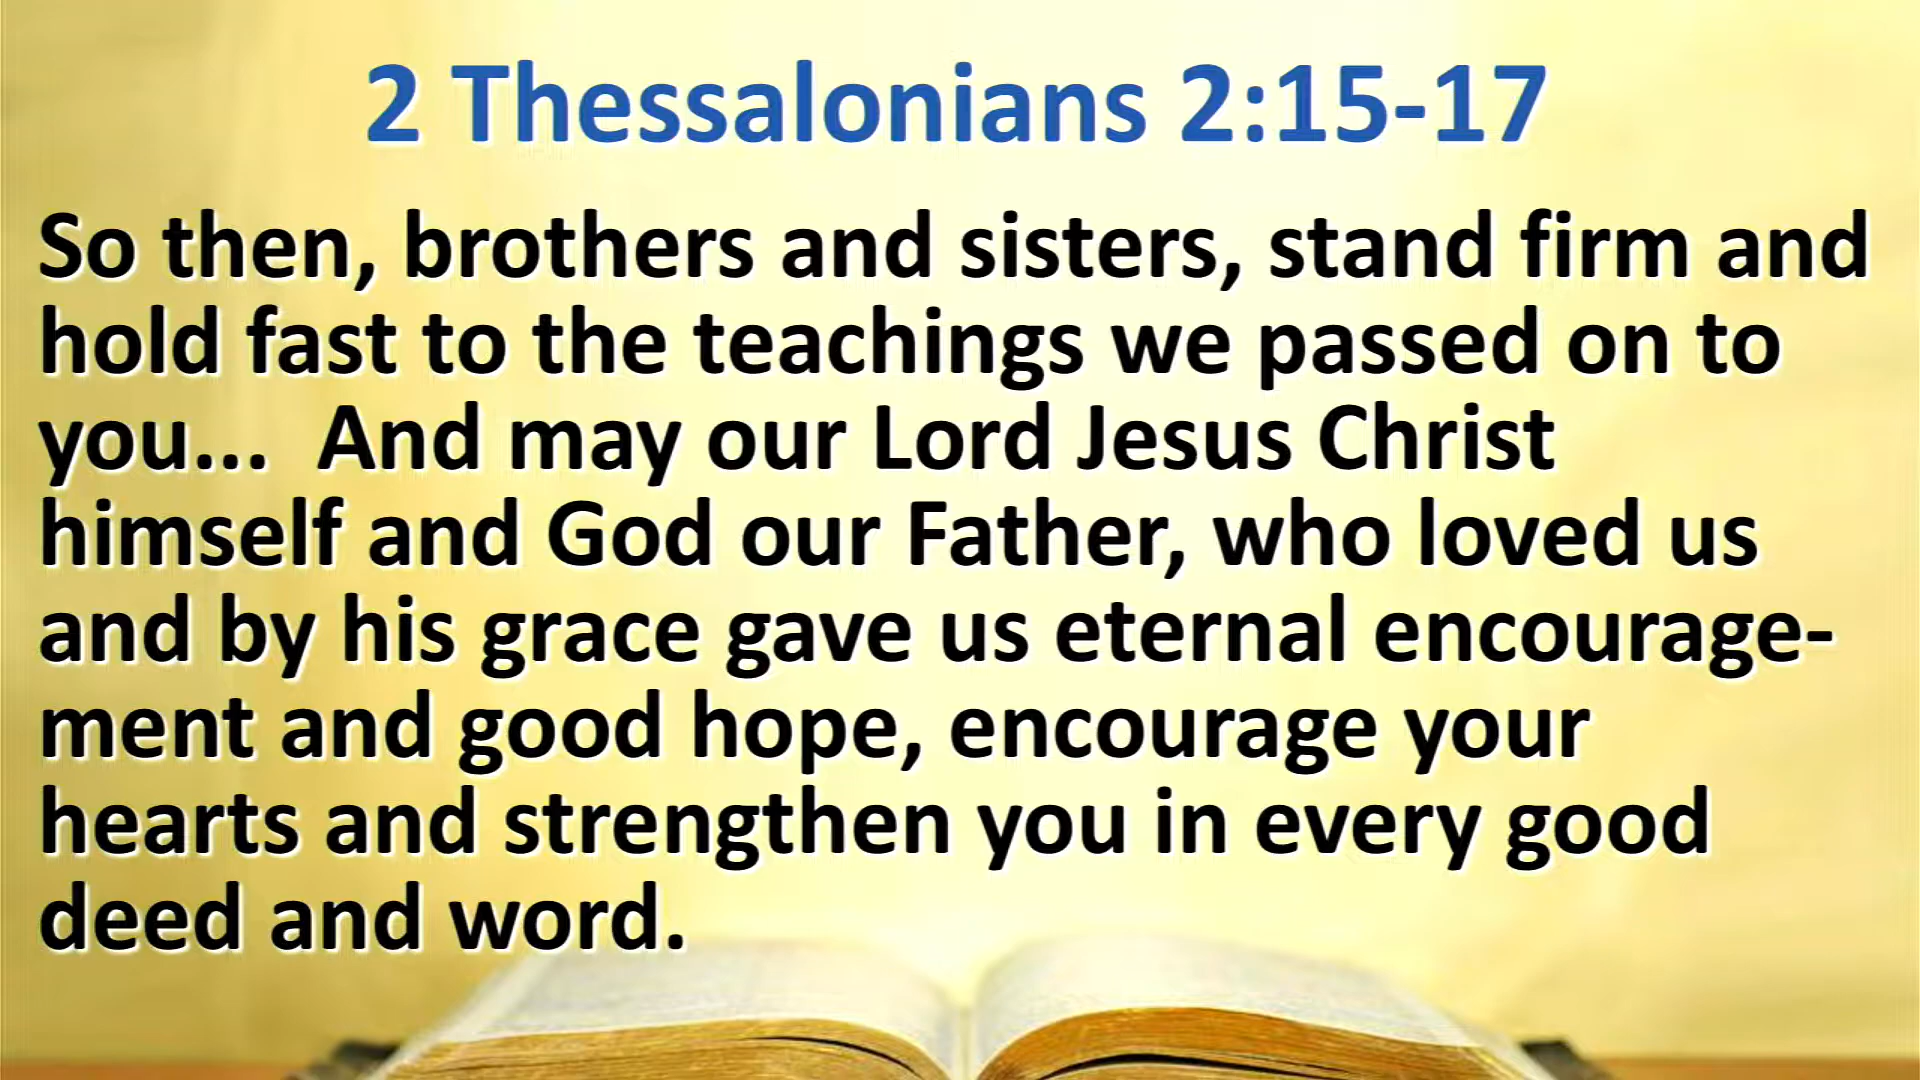 2 Thessalonians 2:15-17
So then, brothers and sisters, stand firm and
hold fast to the teachings we passed on to
you...  And may our Lord Jesus Christ
himself and God our Father, who loved us
and by his grace gave us eternal encourage-
ment and good hope, encourage your
hearts and strengthen you in every good
deed and word.